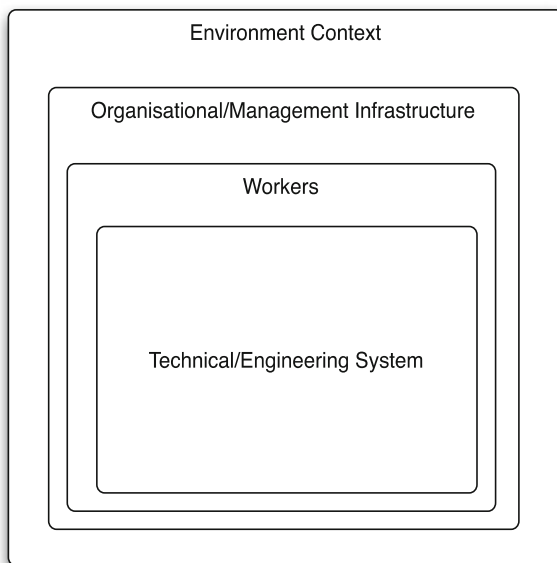 Environment Context
Organisational/Management Infrastructure
Workers
Technical/Engineering System